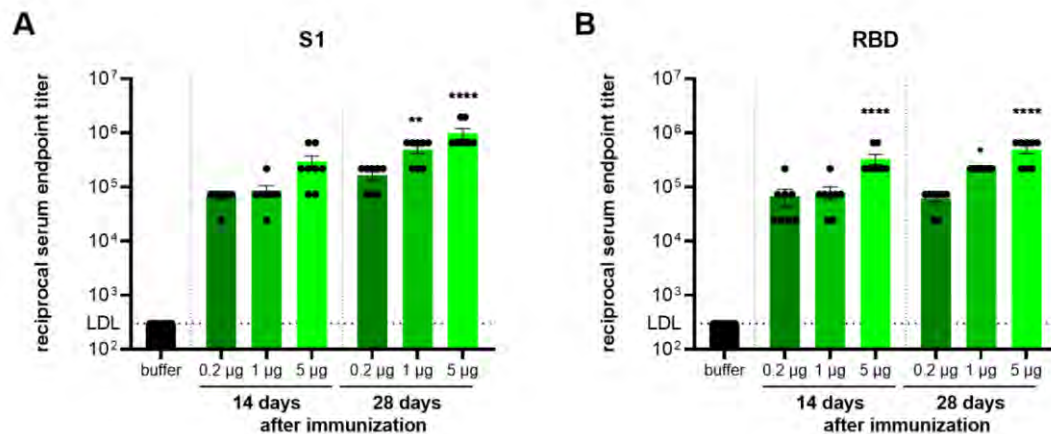 A
S1
reciprocal serum endpoint titer
10⁷
10⁶
10⁵
10⁴
10³
LDL
10²
**
****
buffer
0.2 µg 1 µg 5 µg
0.2 µg 1 µg 5 µg
14 days
28 days
after immunization
B
RBD
reciprocal serum endpoint titer
10⁷
10⁶
10⁵
10⁴
10³
LDL
10²
****
*
****
buffer
0.2 µg 1 µg 5 µg
0.2 µg 1 µg 5 µg
14 days
28 days
after immunization